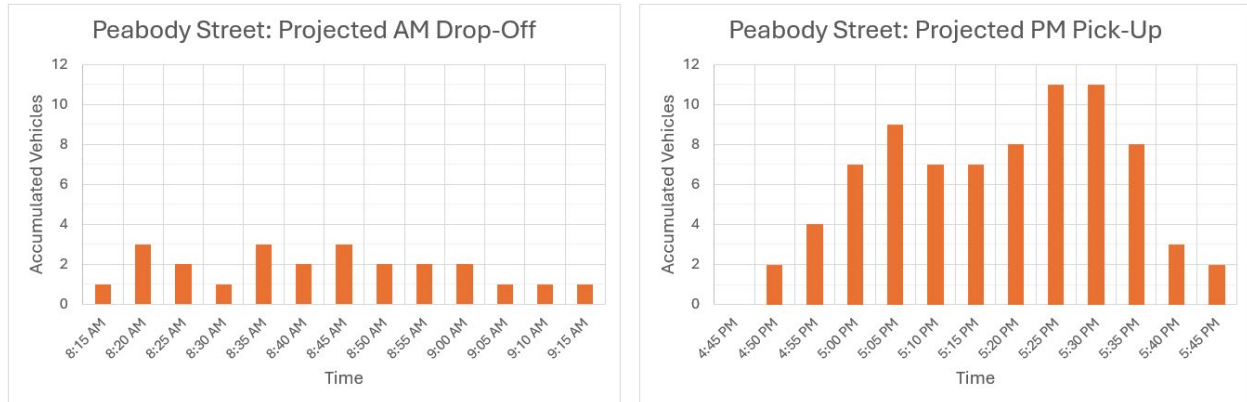 Peabody Street: Projected AM Drop-Off
Accumulated Vehicles
12
10
8
6
4
2
0
8:15 AM
8:20 AM
8:25 AM
8:30 AM
8:35 AM
8:40 AM
8:45 AM
8:50 AM
8:55 AM
9:00 AM
9:05 AM
9:10 AM
9:15 AM
Time
Peabody Street: Projected PM Pick-Up
Accumulated Vehicles
12
10
8
6
4
2
0
4:45 PM
4:50 PM
4:55 PM
5:00 PM
5:05 PM
5:10 PM
5:15 PM
5:20 PM
5:25 PM
5:30 PM
5:35 PM
5:40 PM
5:45 PM
Time